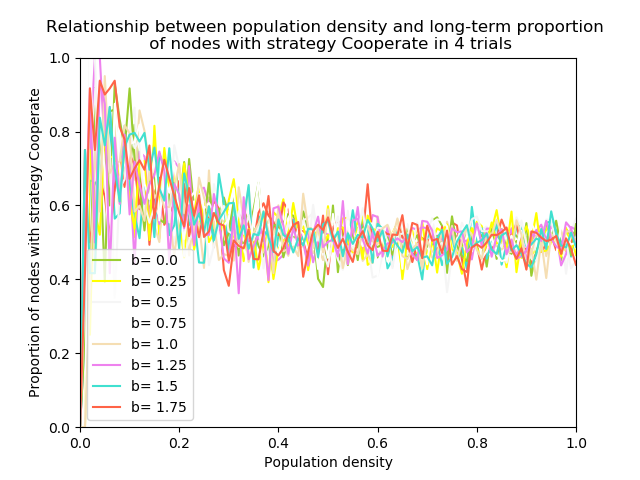 Relationship between population density and long-term proportion
of nodes with strategy Cooperate in 4 trials
Proportion of nodes with strategy Cooperate
1.0
0.8
0.6
0.4
0.2
0.0
b= 0.0
b= 0.25
b= 0.5
b= 0.75
b= 1.0
b= 1.25
b= 1.5
b= 1.75
0.0 0.2 0.4 0.6 0.8 1.0
Population density